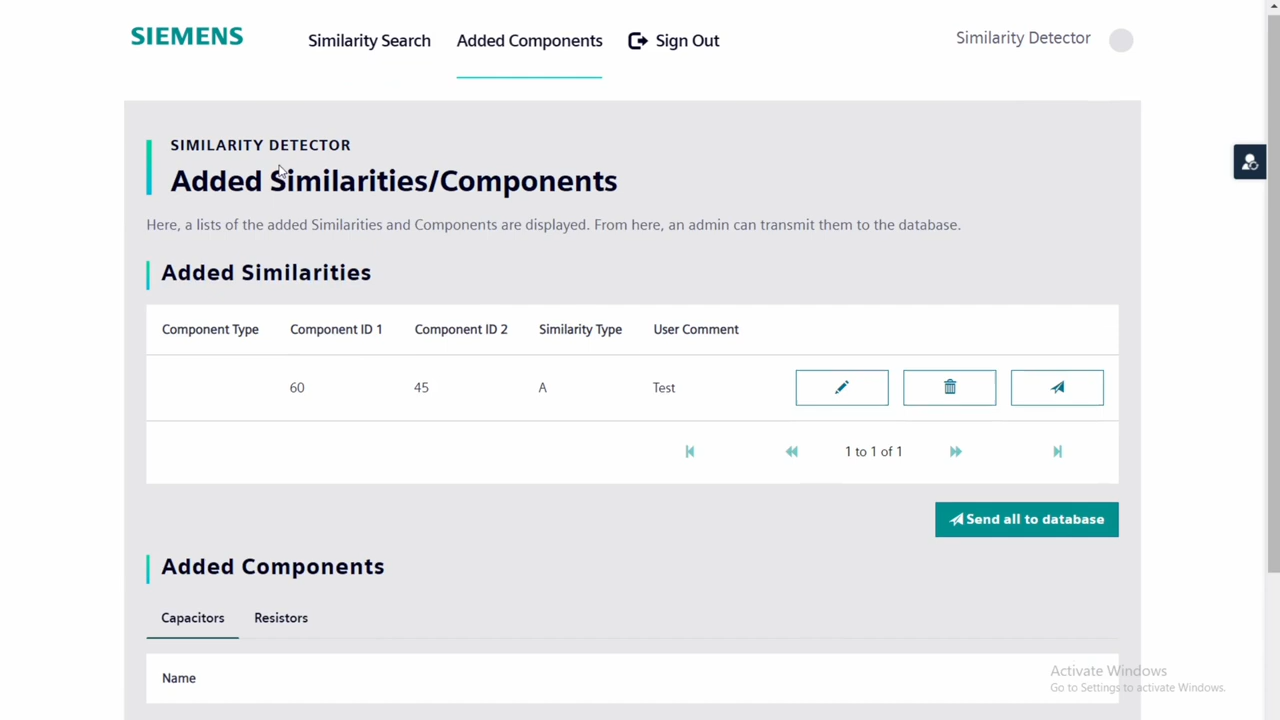 SIEMENS
Similarity Search
Added Components
Sign Out
Similarity Detector
SIMILARITY DETECTOR
Added Similarities/Components
Here, a lists of the added Similarities and Components are displayed. From here, an admin can transmit them to the database.
Added Similarities
Component Type Component ID 1 Component ID 2 Similarity Type User Comment
60 45 A Test
1 to 1 of 1
Send all to database
Added Components
Capacitors Resistors
Name
Activate Windows
Go to Settings to activate Windows.